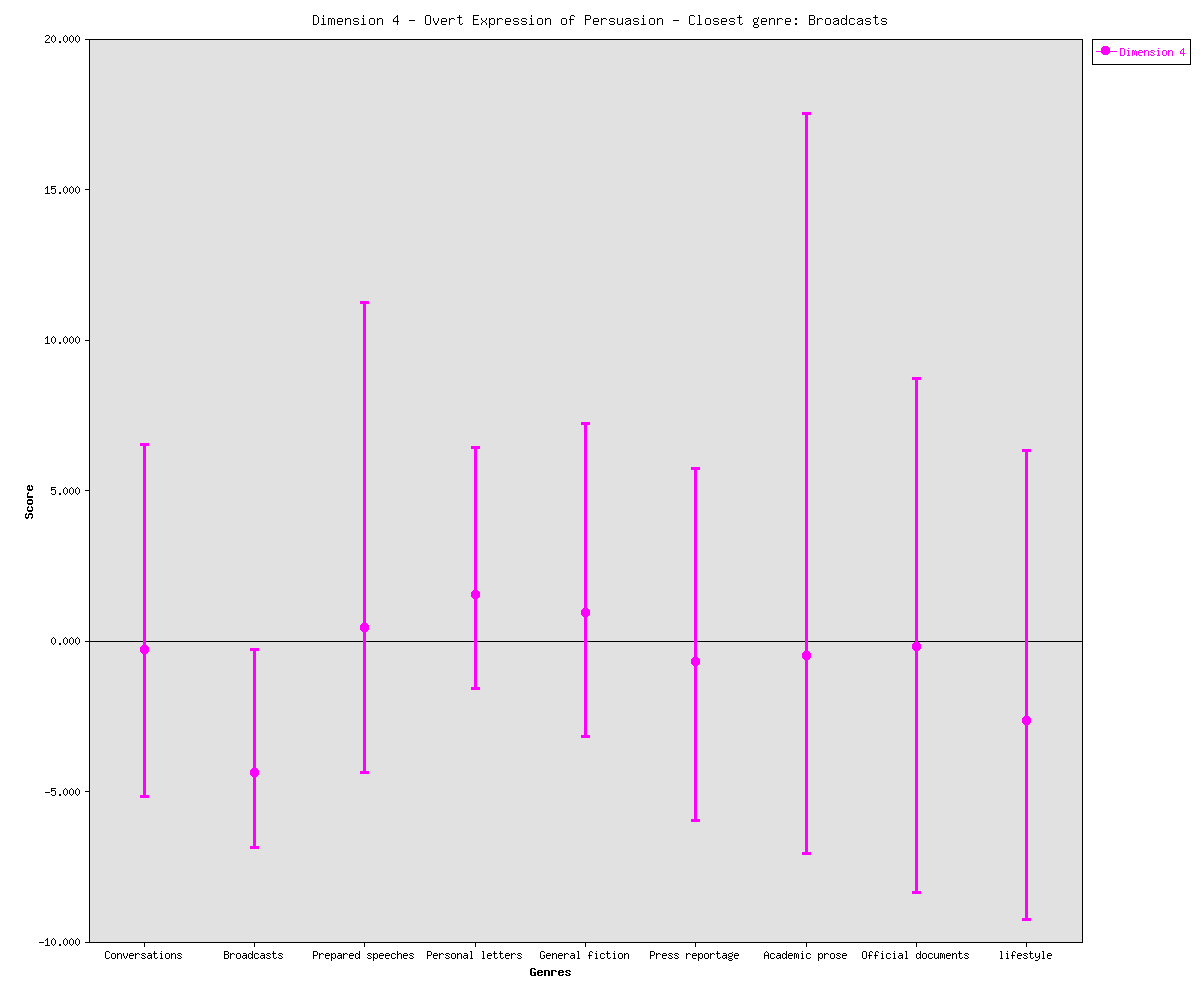 Dimension 4 - Overt Expression of Persuasion - Closest genre: Broadcasts
Dimension 4
20.000
15.000
10.000
5.000
0.000
-5.000
-10.000
Score
Conversations Broadcasts Prepared speeches Personal letters General fiction Press reportage Academic prose Official documents lifestyle
Genres